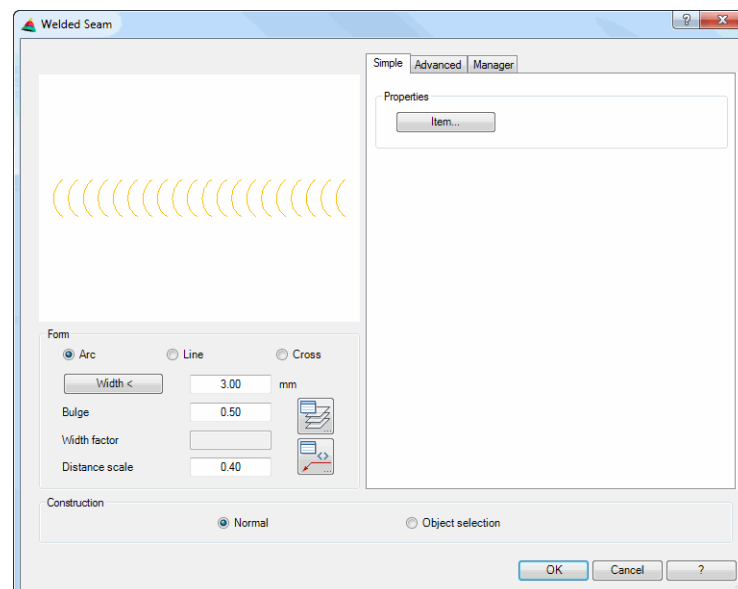 Welded Seam
?
X
Simple Advanced Manager
Properties
Item...
Form
Arc Line Cross
Width < 3.00 mm
Bulge 0.50
Width factor
Distance scale 0.40
Construction
Normal Object selection
OK Cancel ?